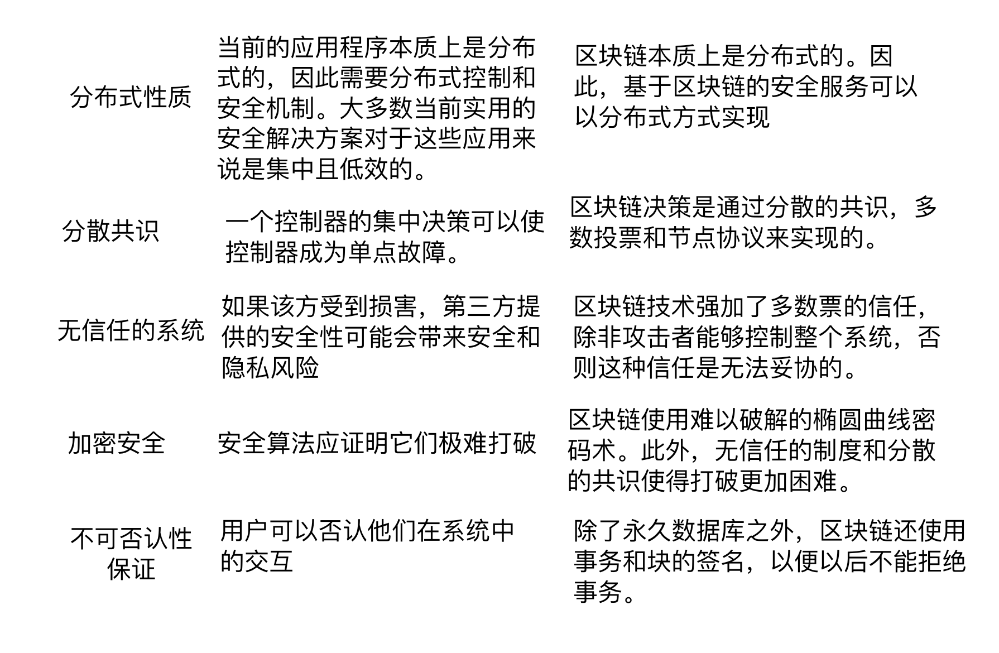 分布式性质
当前的应用程序本质上是分布
式的，因此需要分布式控制和
安全机制。大多数当前实用的
安全解决方案对于这些应用来
说是集中且低效的。
区块链本质上是分布式的。因
此，基于区块链的安全服务可以
以分布式方式实现
分散共识
一个控制器的集中决策可以使
控制器成为单点故障。
区块链决策是通过分散的共识，多
数投票和节点协议来实现的。
无信任的系统
如果该方受到损害，第三方提
供的安全性可能会带来安全和
隐私风险
区块链技术强加了多数票的信任，
除非攻击者能够控制整个系统，否
则这种信任是无法妥协的。
加密安全
安全算法应证明它们极难打破
区块链使用难以破解的椭圆曲线密
码术。此外，无信任的制度和分散
的共识使得打破更加困难。
不可否认性
保证
用户可以否认他们在系统中
的交互
除了永久数据库之外，区块链还使用
事务和块的签名，以便以后不能拒绝
事务。